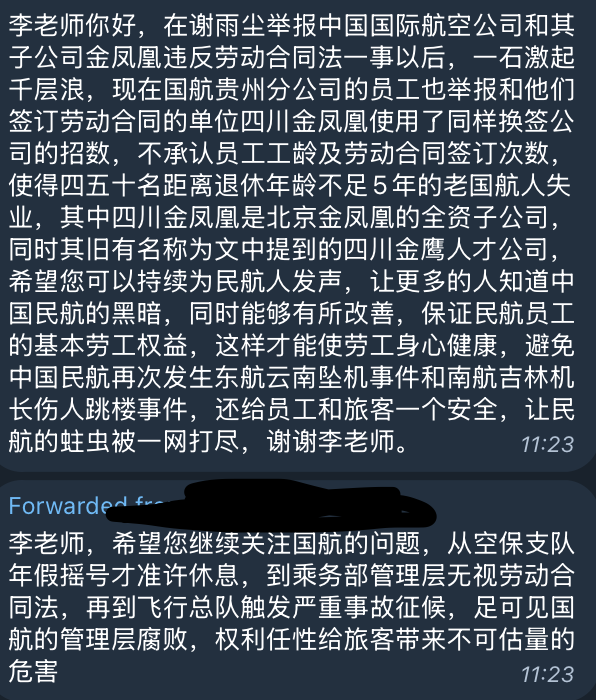 李老师你好，在谢雨尘举报中国国际航空公司和其
子公司金凤凰违反劳动合同法一事以后，一石激起
千层浪，现在国航贵州分公司的员工也举报和他们
签订劳动合同的单位四川金凤凰使用了同样换签公
司的招数，不承认员工工龄及劳动合同签订次数，
使得四五十名距离退休年龄不足5年的老国航人失
业，其中四川金凤凰是北京金凤凰的全资子公司，
同时其旧有名称为文中提到的四川金鹰人才公司，
希望您可以持续为民航人发声，让更多的人知道中
国民航的黑暗，同时能够有所改善，保证民航员工
的基本劳工权益，这样才能使劳工身心健康，避免
中国民航再次发生东航云南坠机事件和南航吉林机
长伤人跳楼事件，还给员工和旅客一个安全，让民
航的蛀虫被一网打尽，谢谢李老师。
11:23
Forwarded
李老师，希望您继续关注国航的问题，从空保支队
年假摇号才准许休息，到乘务部管理层无视劳动合
同法，再到飞行总队触发严重事故征候，足可见国
航的管理层腐败，权利任性给旅客带来不可估量的
危害
11:23